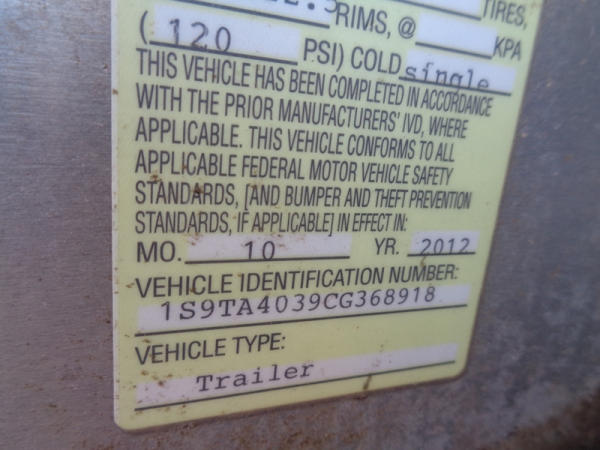 RIMS, @ TIRES,
(120 PSI) COLD single KPA
THIS VEHICLE HAS BEEN COMPLETED IN ACCORDANCE
WITH THE PRIOR MANUFACTURERS' IVD, WHERE
APPLICABLE. THIS VEHICLE CONFORMS TO ALL
APPLICABLE FEDERAL MOTOR VEHICLE SAFETY
STANDARDS, [AND BUMPER AND THEFT PREVENTION
STANDARDS, IF APPLICABLE] IN EFFECT IN:
MO. 10 YR. 2012
VEHICLE IDENTIFICATION NUMBER:
1S9TA4039CG368918
VEHICLE TYPE:
Trailer